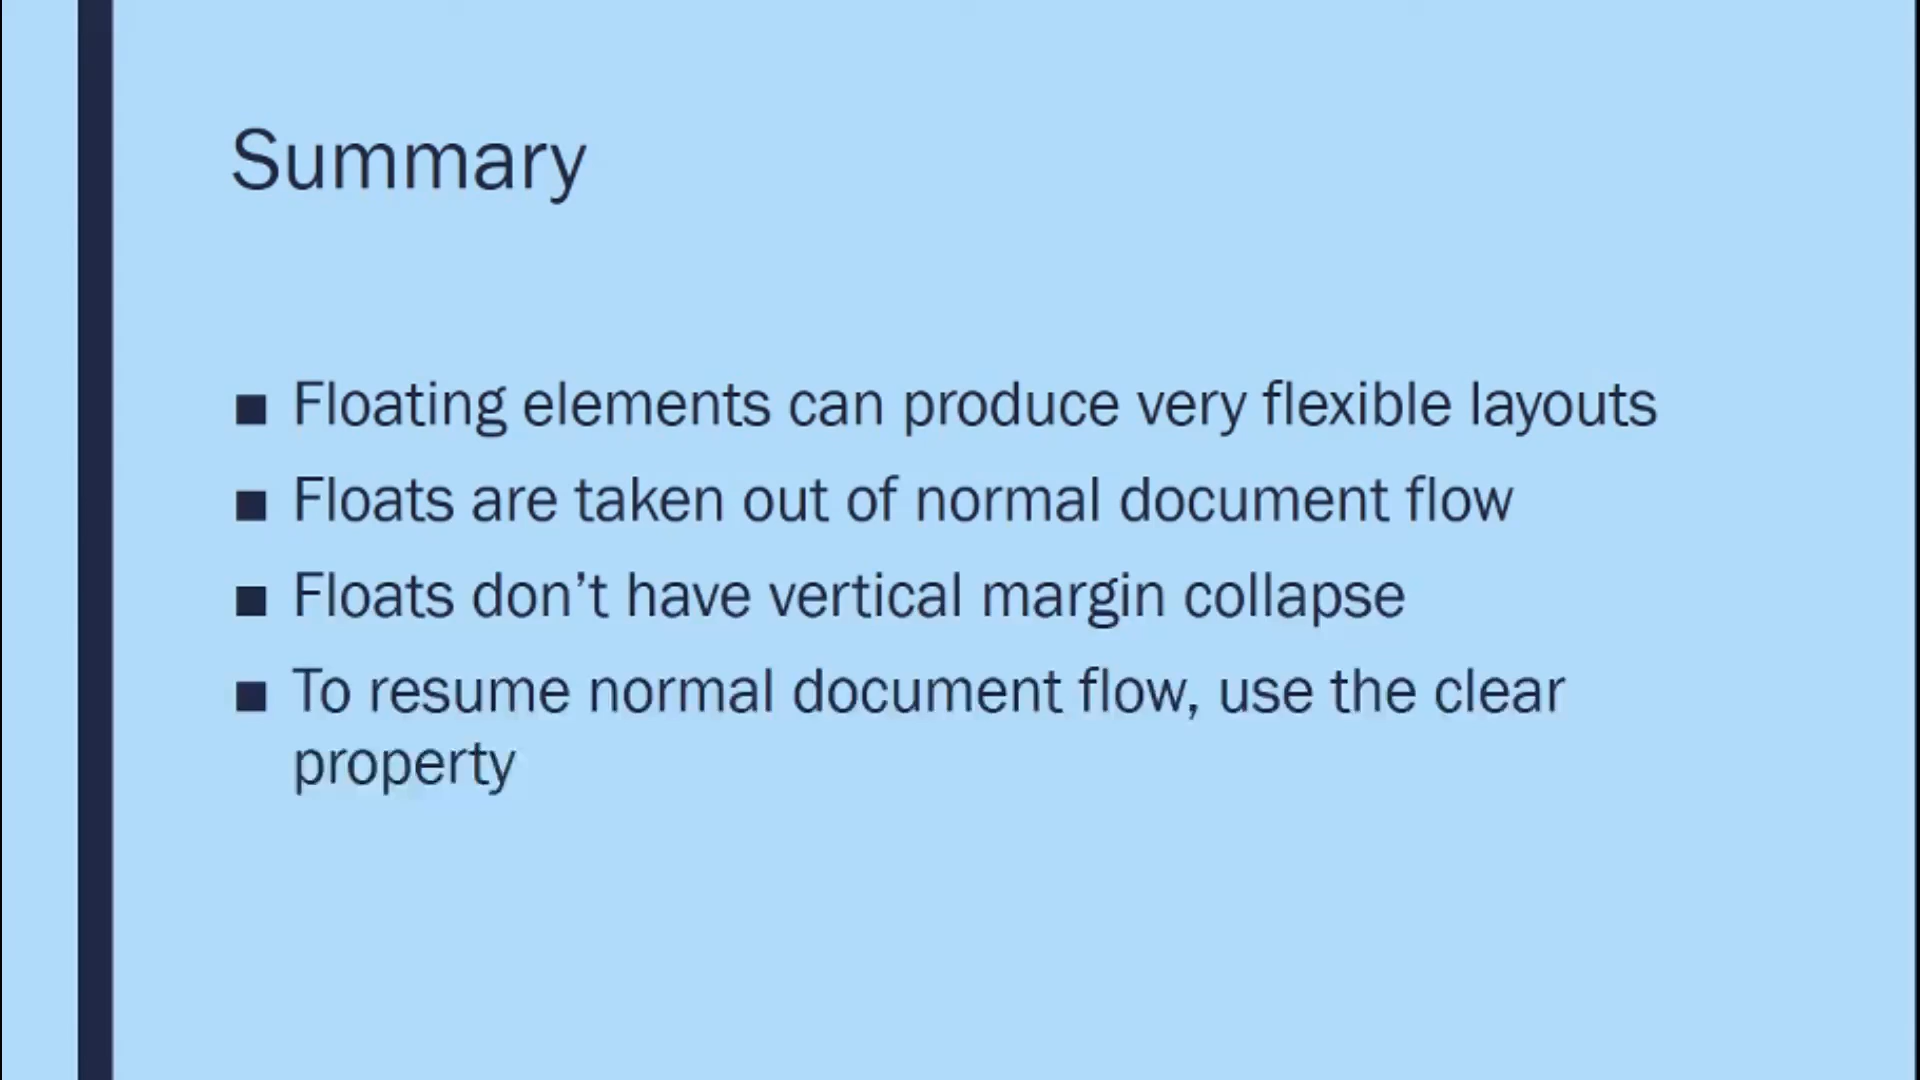 Summary
■ Floating elements can produce very flexible layouts
■ Floats are taken out of normal document flow
■ Floats don’t have vertical margin collapse
■ To resume normal document flow, use the clear
property